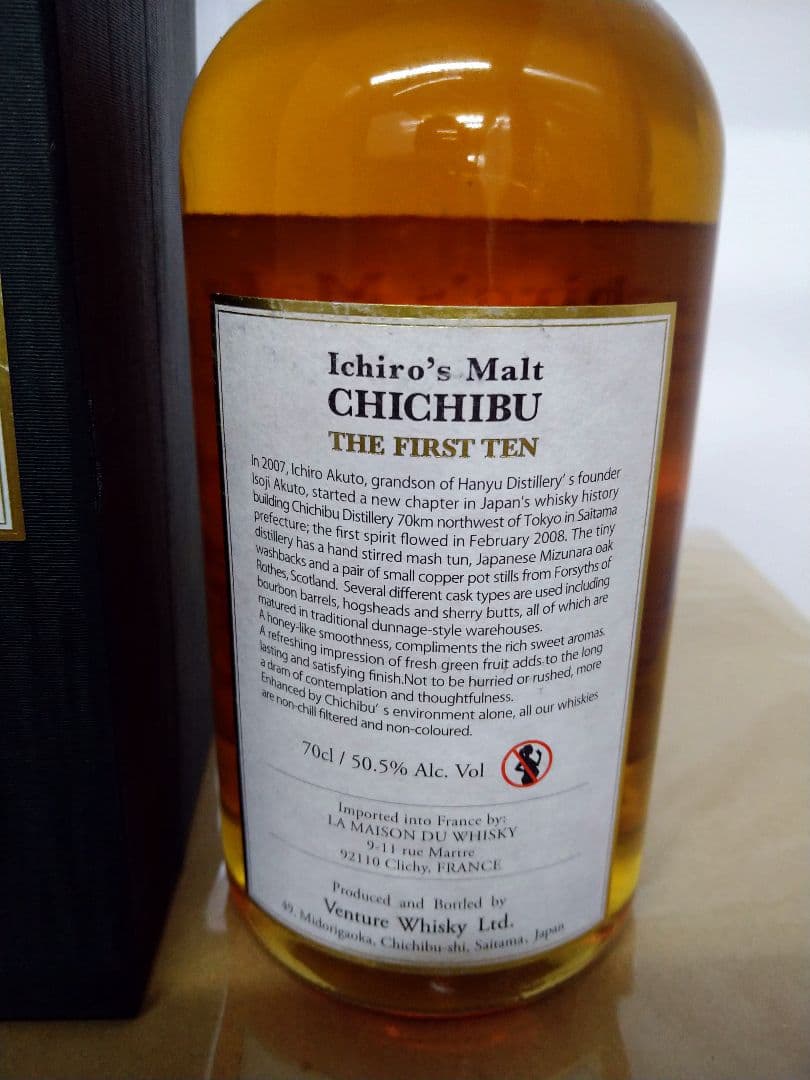 Ichiro's Malt
CHICHIBU
THE FIRST TEN
In 2007, Ichiro Akuto, grandson of Hanyu Distillery's founder
Isoji Akuto, started a new chapter in Japan's whisky history
building Chichibu Distillery 70km northwest of Tokyo in Saitama
prefecture; the first spirit flowed in February 2008. The tiny
distillery has a hand stirred mash tun, Japanese Mizunara oak
washbacks and a pair of small copper pot stills from Forsyths of
Rothes, Scotland. Several different cask types are used including
bourbon barrels, hogsheads and sherry butts, all of which are
matured in traditional dunnage-style warehouses.
A honey-like smoothness, compliments the rich sweet aromas.
A refreshing impression of fresh green fruit adds to the long
lasting and satisfying finish.Not to be hurried or rushed, more
a dram of contemplation and thoughtfulness.
Enhanced by Chichibu's environment alone, all our whiskies
are non-chill filtered and non-coloured.
70cl / 50.5% Alc. Vol
Imported into France by:
LA MAISON DU WHISKY
9-11 rue Martre
92110 Clichy, FRANCE
Produced and Bottled by
Venture Whisky Ltd.
49, Midorigaoka, Chichibu-shi, Saitama, Japan